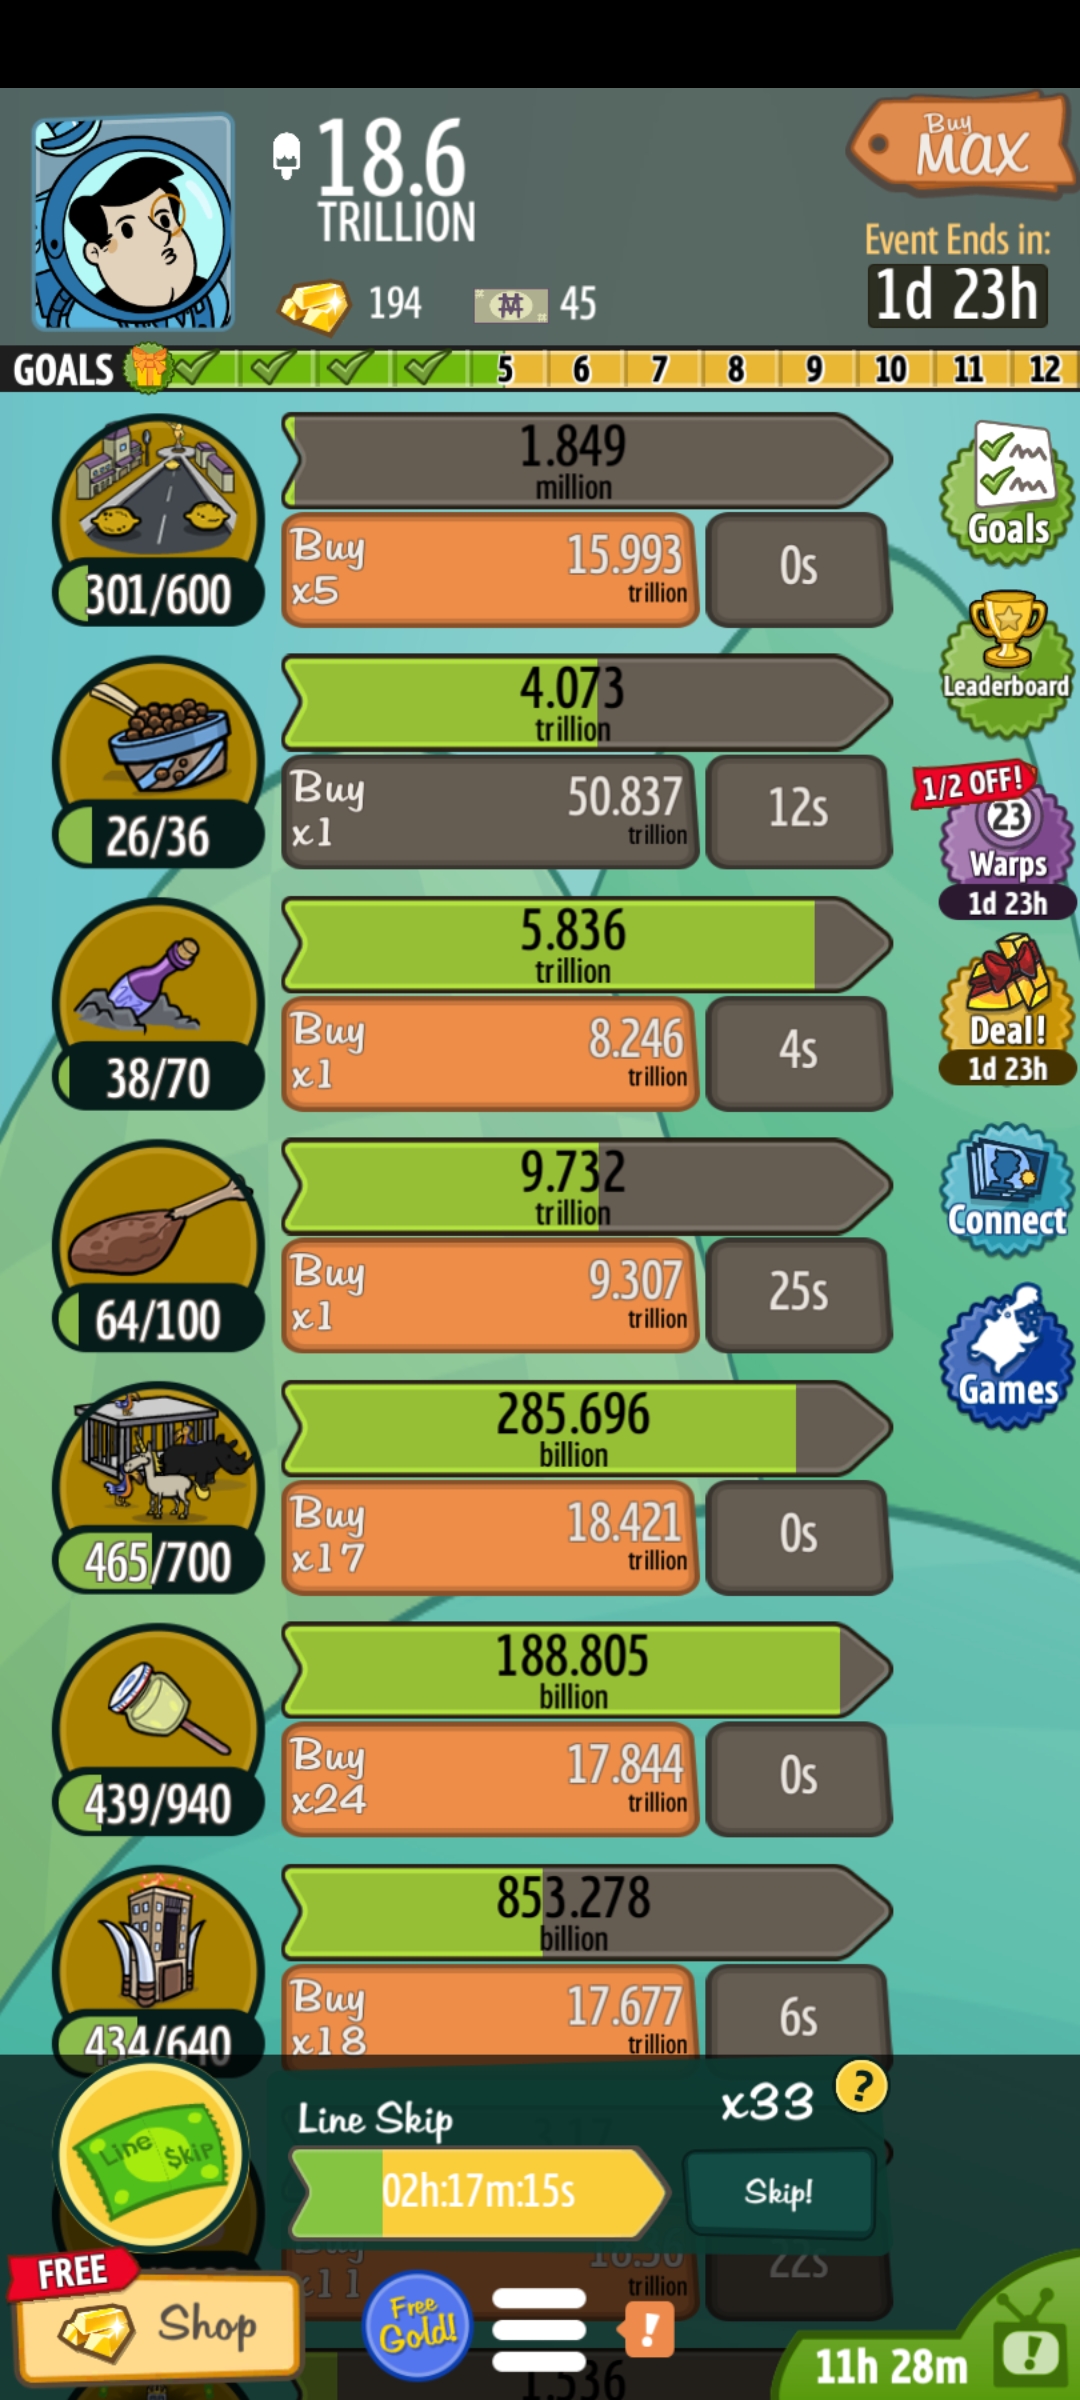 18.6
TRILLION
Buy
MAX
Event Ends in:
1d 23h
194
45
GOALS 5 6 7 8 9 10 11 12
1.849
million
Buy
x5
15.993
trillion
0s
301/600
Goals
4.073
trillion
Buy
x1
50.837
trillion
12s
26/36
Leaderboard
1/2 OFF!
23
Warps
1d 23h
5.836
trillion
Buy
x1
8.246
trillion
4s
38/70
Deal!
1d 23h
9.732
trillion
Buy
x1
9.307
trillion
25s
64/100
Connect
285.696
billion
Buy
x17
18.421
trillion
0s
465/700
Games
188.805
billion
Buy
x24
17.844
trillion
0s
439/940
853.278
billion
Buy
x18
17.677
trillion
6s
434/640
Line Skip
Line Skip
x33
?
02h:17m:15s
Skip!
3.17
Buy
x11
trillion
22s
FREE
Shop
Free
Gold!
!
11h 28m
!
1.536